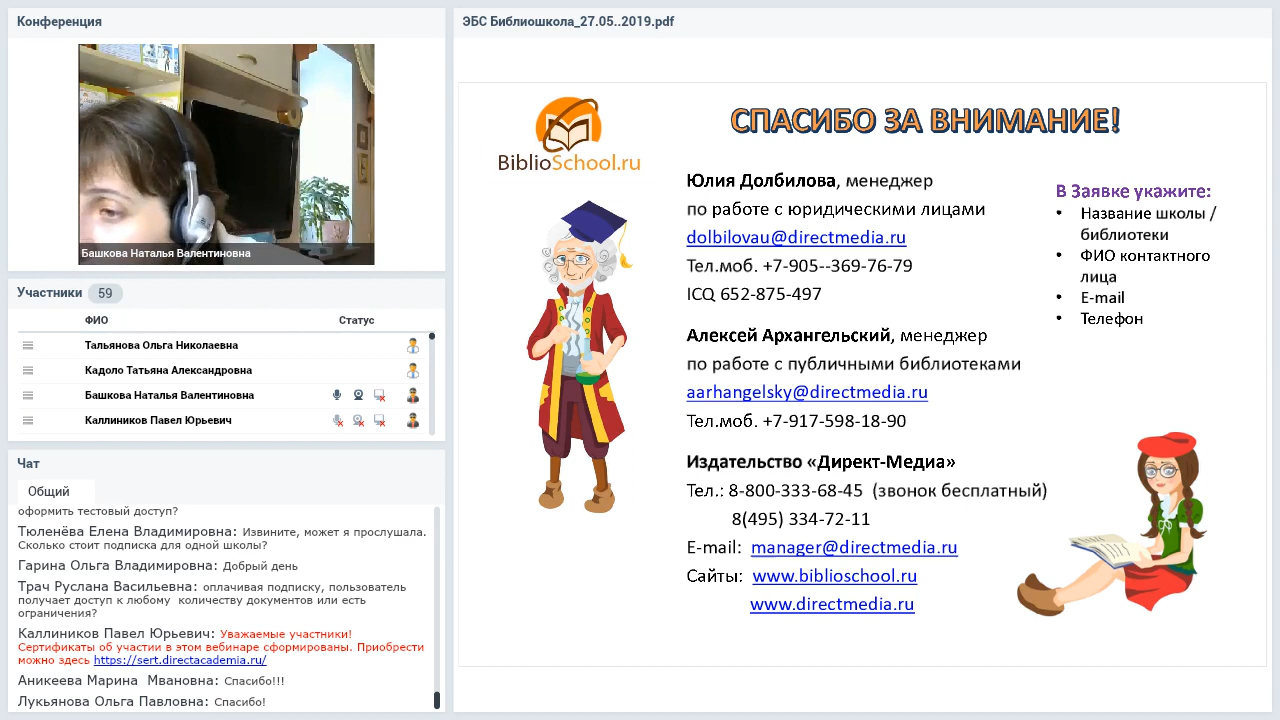 Конференция
Башкова Наталья Валентиновна
Участники 59
ФИО Статус
Тальянова Ольга Николаевна
Кадоло Татьяна Александровна
Башкова Наталья Валентиновна
Каллиников Павел Юрьевич
Чат
Общий
оформить тестовый доступ?
Тюленёва Елена Владимировна: Извините, может я прослушала.
Сколько стоит подписка для одной школы?
Гарина Ольга Владимировна: Добрый день
Трач Руслана Васильевна: оплачивая подписку, пользователь
получает доступ к любому количеству документов или есть
ограничения?
Каллиников Павел Юрьевич: Уважаемые участники!
Сертификаты об участии в этом вебинаре сформированы. Приобрести
можно здесь https://sert.directacademia.ru/
Аникеева Марина Мвановна: Спасибо!!!
Лукьянова Ольга Павловна: Спасибо!
ЭБС Библиошкола_27.05..2019.pdf
BiblioSchool.ru
СПАСИБО ЗА ВНИМАНИЕ!
Юлия Долбилова, менеджер
по работе с юридическими лицами
dolbilovau@directmedia.ru
Тел.моб. +7-905--369-76-79
ICQ 652-875-497
Алексей Архангельский, менеджер
по работе с публичными библиотеками
aarhangelsky@directmedia.ru
Тел.моб. +7-917-598-18-90
Издательство «Директ-Медиа»
Тел.: 8-800-333-68-45 (звонок бесплатный)
8(495) 334-72-11
E-mail: manager@directmedia.ru
Сайты: www.biblioschool.ru
www.directmedia.ru
В Заявке укажите:
• Название школы /
библиотеки
• ФИО контактного
лица
• E-mail
• Телефон